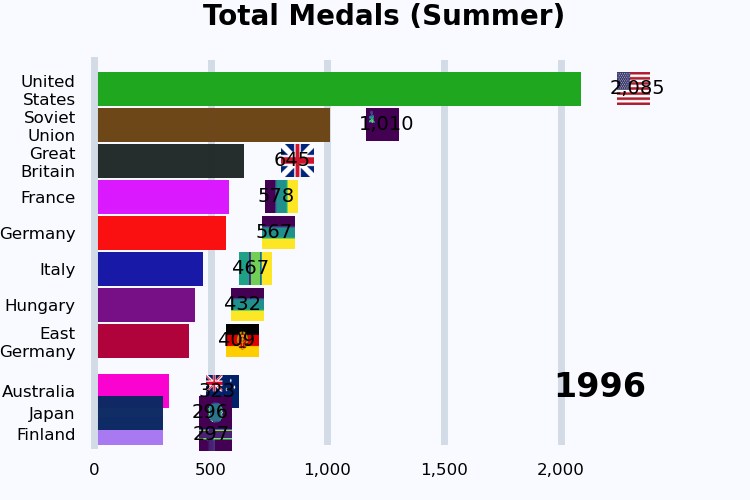 Total Medals (Summer)
United
States
2,085
Soviet
Union
1,010
Great
Britain
645
France
578
Germany
567
Italy
467
Hungary
432
East
Germany
409
Australia
323
1996
Japan
296
Finland
297
0
500
1,000
1,500
2,000